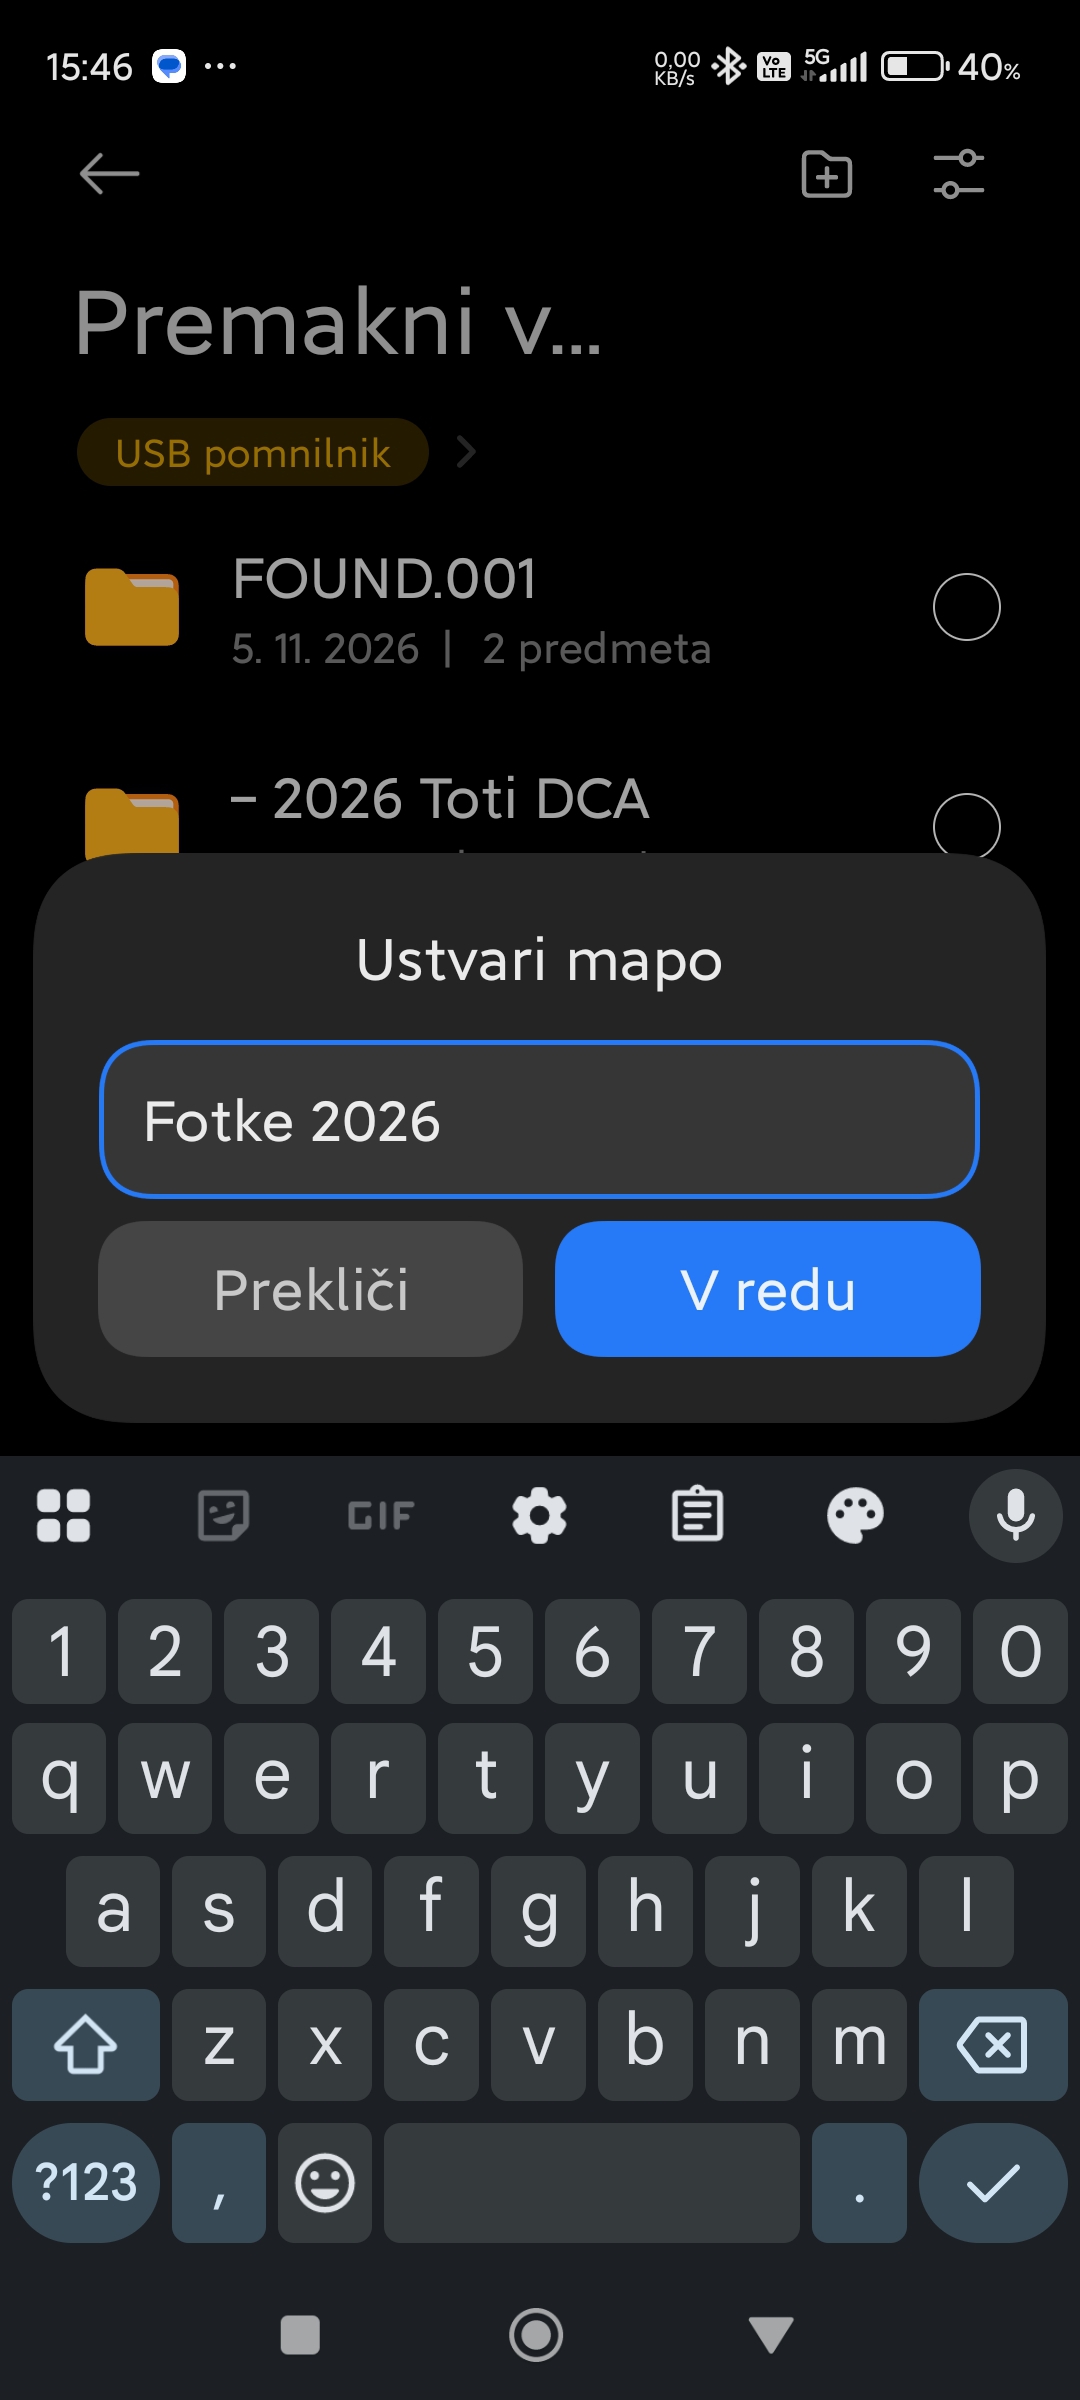 15:46
0,00
KB/s
Vo
LTE
5G
40%
Premakni v...
USB pomnilnik
FOUND.001
5. 11. 2026 | 2 predmeta
– 2026 Toti DCA
Ustvari mapo
Fotke 2026
Prekliči
V redu
GIF
1 2 3 4 5 6 7 8 9 0
q w e r t y u i o p
a s d f g h j k l
z x c v b n m
?123 , .